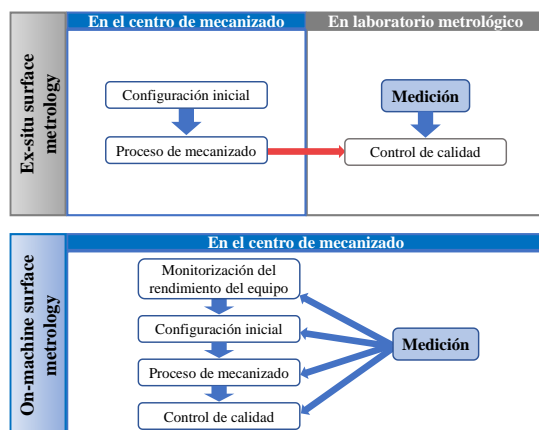 En el centro de mecanizado
En laboratorio metrológico
Ex-situ surface
metrology
Configuración inicial
Medición
Proceso de mecanizado
Control de calidad
En el centro de mecanizado
On-machine surface
metrology
Monitorización del
rendimiento del equipo
Configuración inicial
Medición
Proceso de mecanizado
Control de calidad